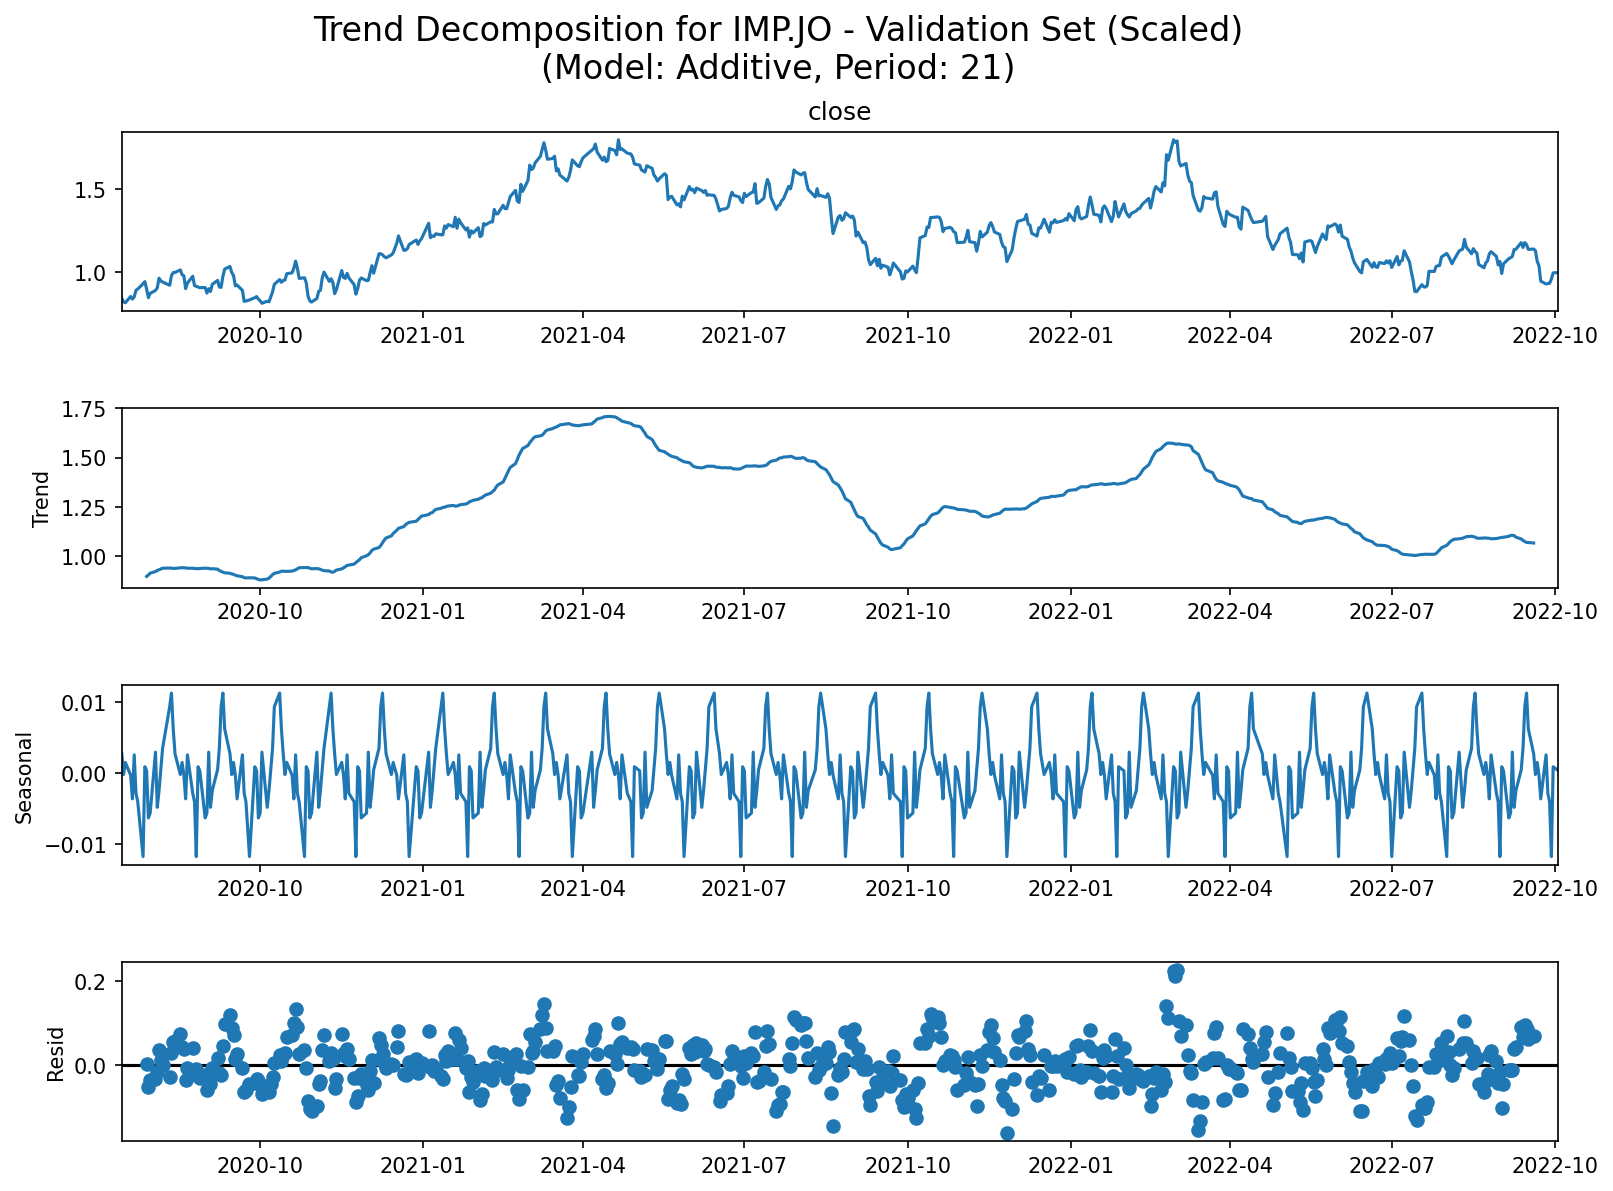 Trend Decomposition for IMP.JO - Validation Set (Scaled)
(Model: Additive, Period: 21)
close
1.5
1.0
2020-10 2021-01 2021-04 2021-07 2021-10 2022-01 2022-04 2022-07 2022-10
Trend
1.75
1.50
1.25
1.00
2020-10 2021-01 2021-04 2021-07 2021-10 2022-01 2022-04 2022-07 2022-10
Seasonal
0.01
0.00
−0.01
2020-10 2021-01 2021-04 2021-07 2021-10 2022-01 2022-04 2022-07 2022-10
Resid
0.2
0.0
2020-10 2021-01 2021-04 2021-07 2021-10 2022-01 2022-04 2022-07 2022-10